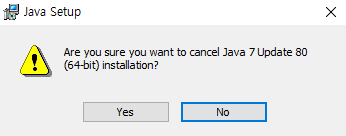 Java Setup
Are you sure you want to cancel Java 7 Update 80
(64-bit) installation?
Yes
No